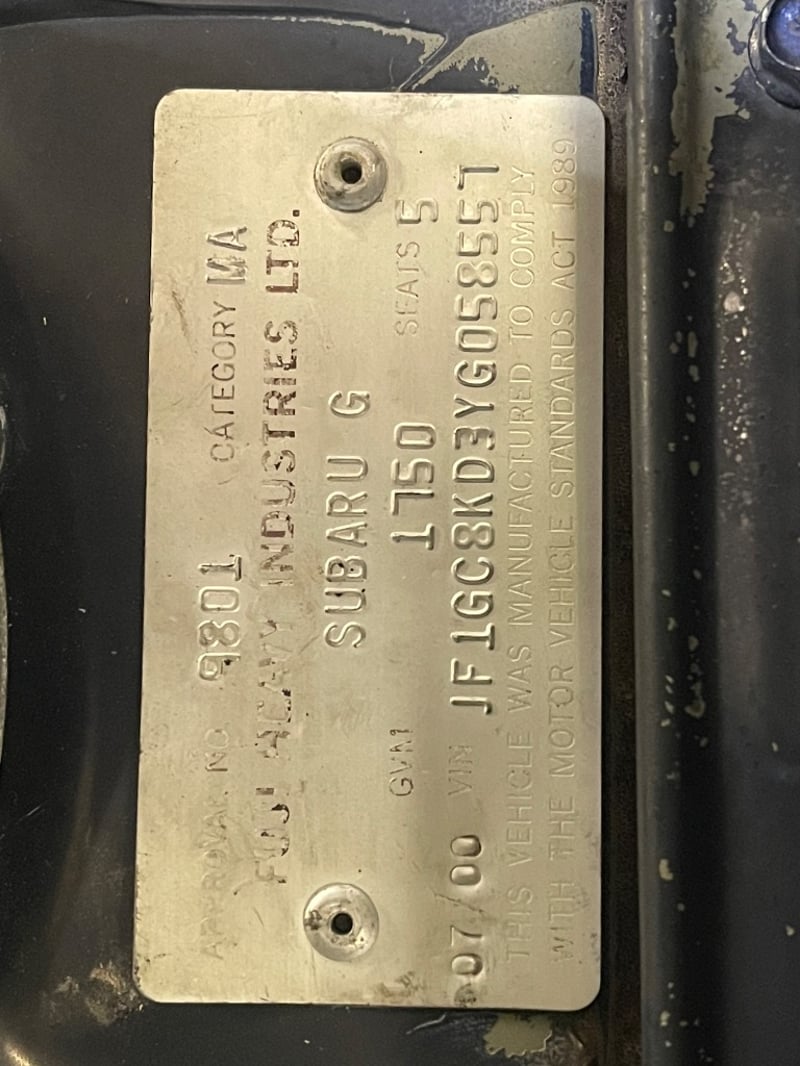 APPROVAL NO. 9801 CATEGORY MA
FUJI HEAVY INDUSTRIES LTD.
SUBARU G
GVM 1750 SEATS 5
07/00 VIN JF1GC8KD3YG058557
THIS VEHICLE WAS MANUFACTURED TO COMPLY
WITH THE MOTOR VEHICLE STANDARDS ACT 1989